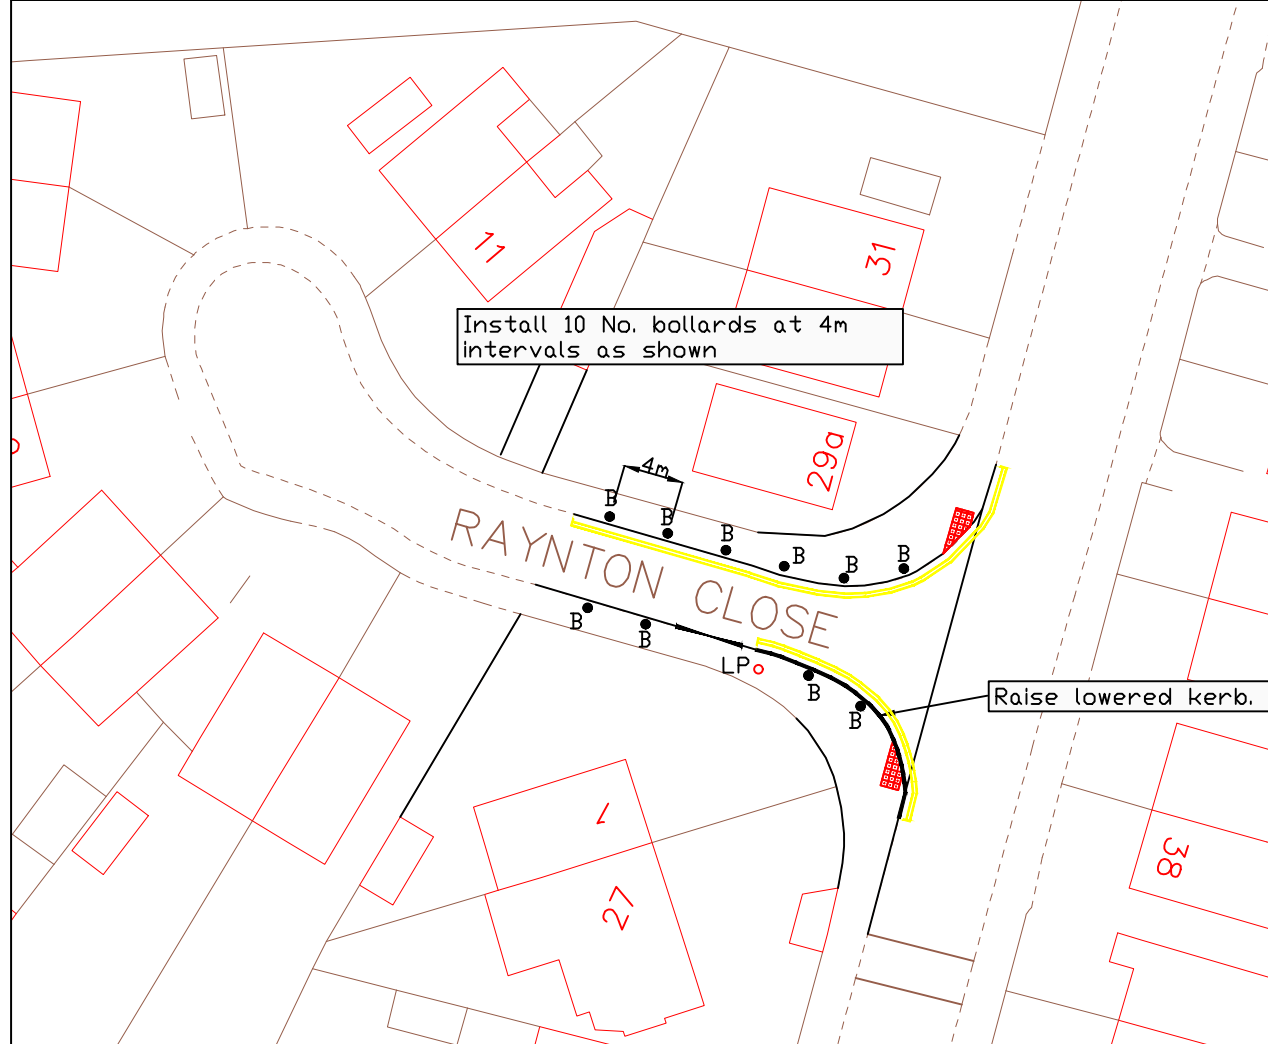 11
31
Install 10 No. bollards at 4m
intervals as shown
29a
4m
B
B
B
B
B
B
RAYNTON CLOSE
B
B
LP
B
B
Raise lowered kerb.
1
27
38